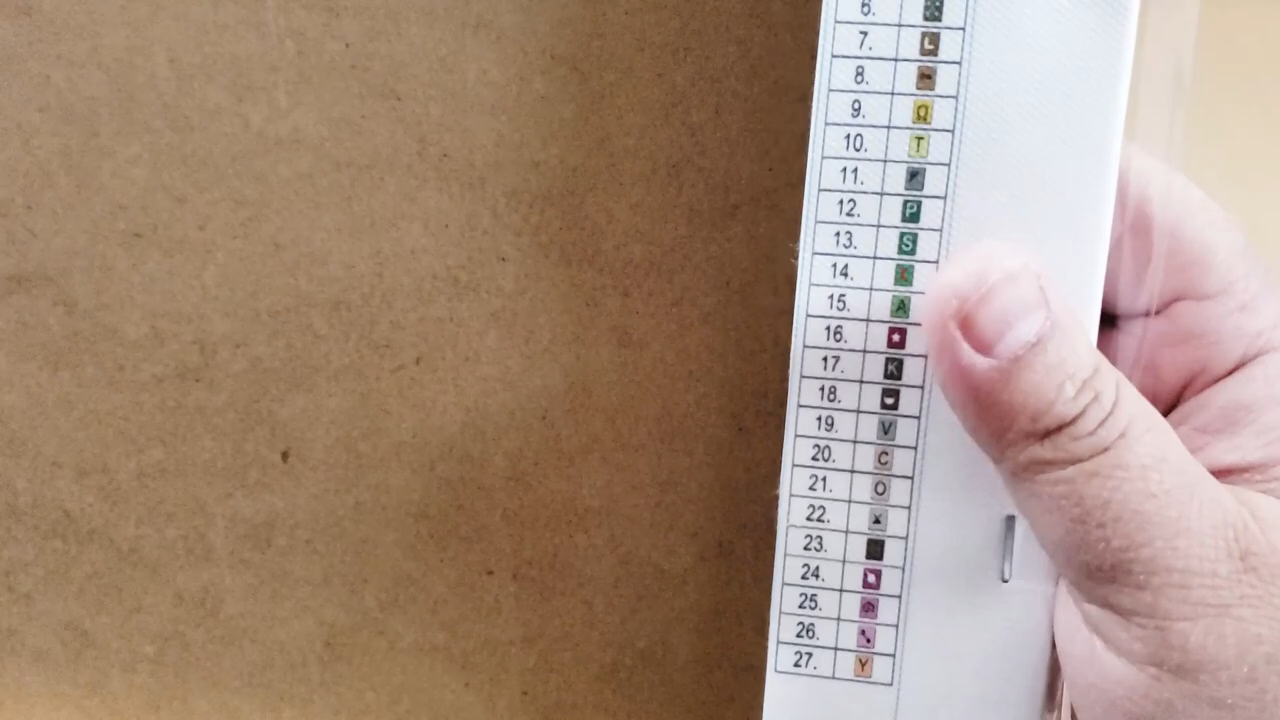 6.
7. L
8.
9. Ω
10. T
11.
12. P
13. S
14.
15. A
16. ★
17. K
18.
19. V
20. C
21. O
22.
23.
24.
25.
26.
27. Y